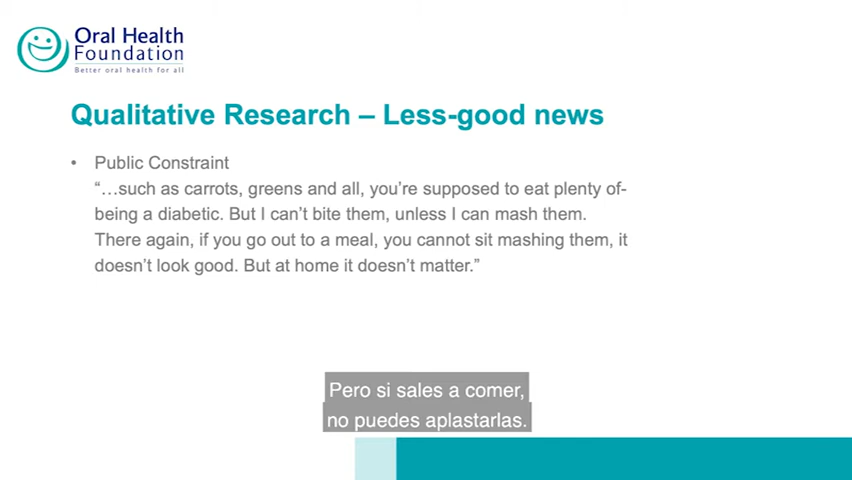 Oral Health
Foundation
Better oral health for all
Qualitative Research – Less-good news
• Public Constraint
“…such as carrots, greens and all, you’re supposed to eat plenty of-
being a diabetic. But I can’t bite them, unless I can mash them.
There again, if you go out to a meal, you cannot sit mashing them, it
doesn’t look good. But at home it doesn’t matter.”
Pero si sales a comer,
no puedes aplastarlas.